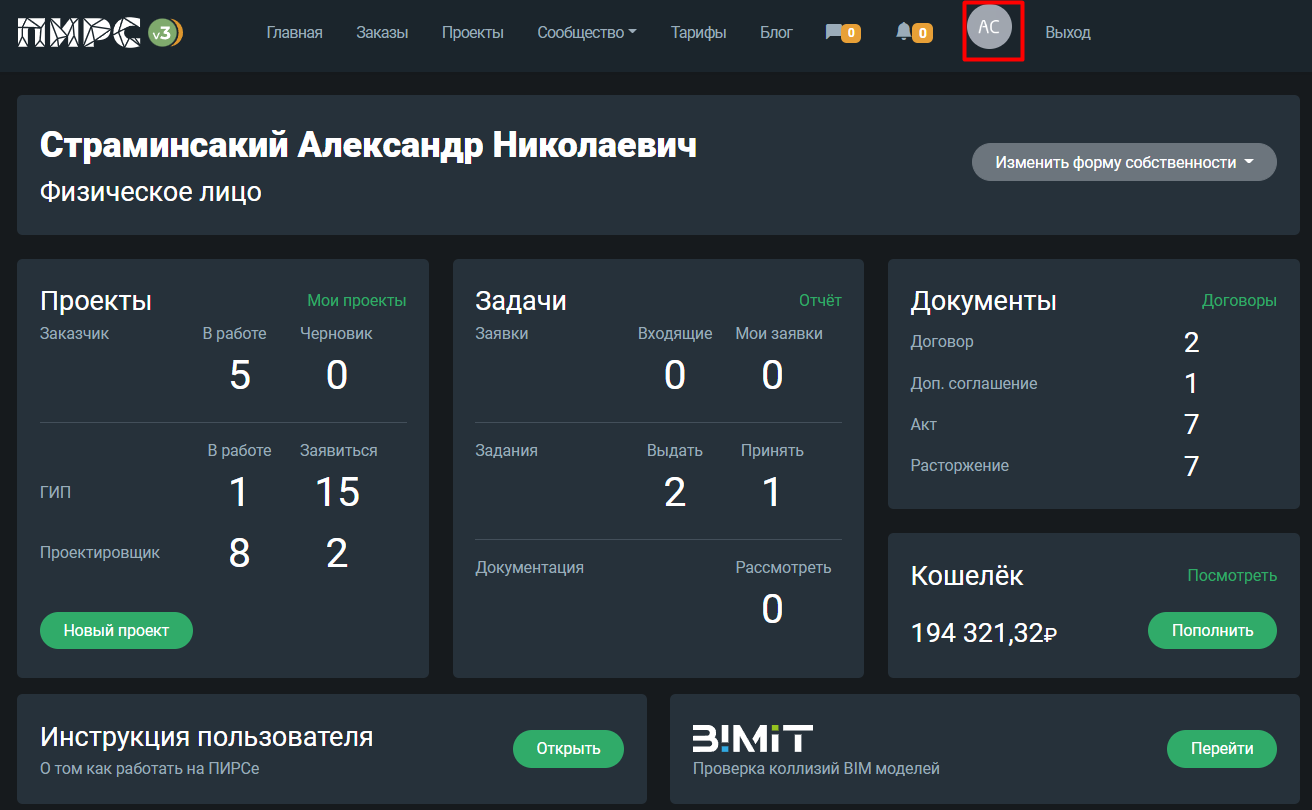 ПИРС v3
Главная Заказы Проекты Сообщество Тарифы Блог 0 0 АС Выход
Страминсакий Александр Николаевич
Физическое лицо
Изменить форму собственности
Проекты Мои проекты
Заказчик В работе Черновик
5 0
В работе Заявиться
ГИП 1 15
Проектировщик 8 2
Новый проект
Задачи Отчёт
Заявки Входящие Мои заявки
0 0
Задания Выдать Принять
2 1
Документация Рассмотреть
0
Документы Договоры
Договор 2
Доп. соглашение 1
Акт 7
Расторжение 7
Кошелёк Посмотреть
194 321,32₽ Пополнить
Инструкция пользователя
О том как работать на ПИРСе
Открыть
B!MiT
Проверка коллизий BIM моделей
Перейти